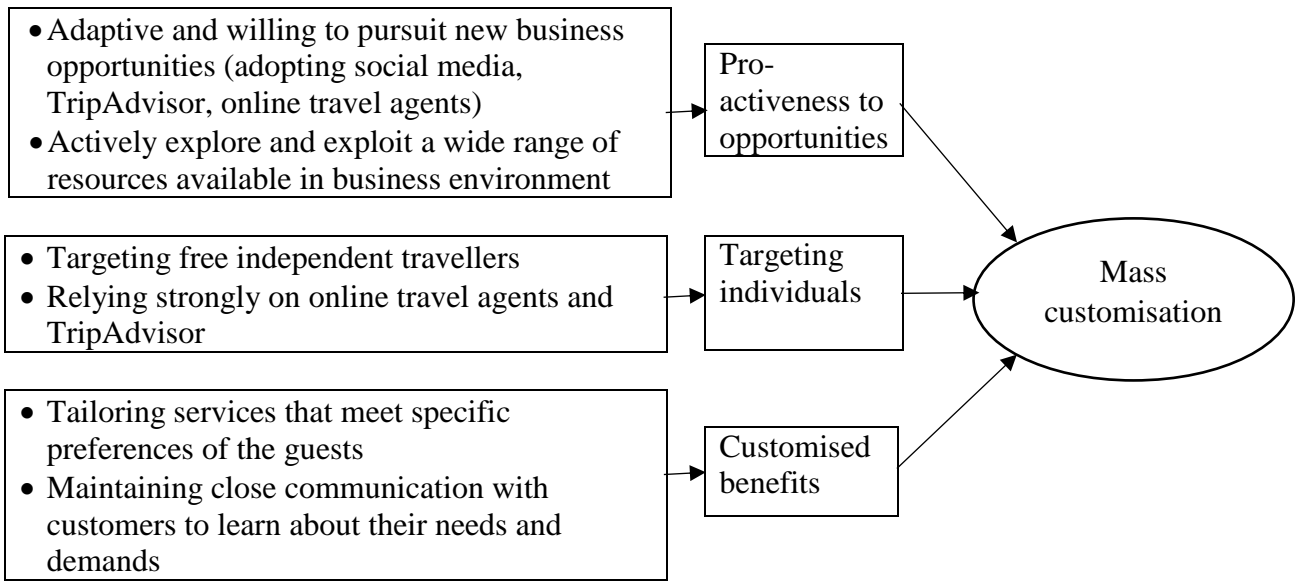 • Adaptive and willing to pursuit new business
opportunities (adopting social media,
TripAdvisor, online travel agents)
• Actively explore and exploit a wide range of
resources available in business environment
Pro-
activeness to
opportunities
• Targeting free independent travellers
• Relying strongly on online travel agents and
TripAdvisor
Targeting
individuals
Mass
customisation
• Tailoring services that meet specific
preferences of the guests
• Maintaining close communication with
customers to learn about their needs and
demands
Customised
benefits